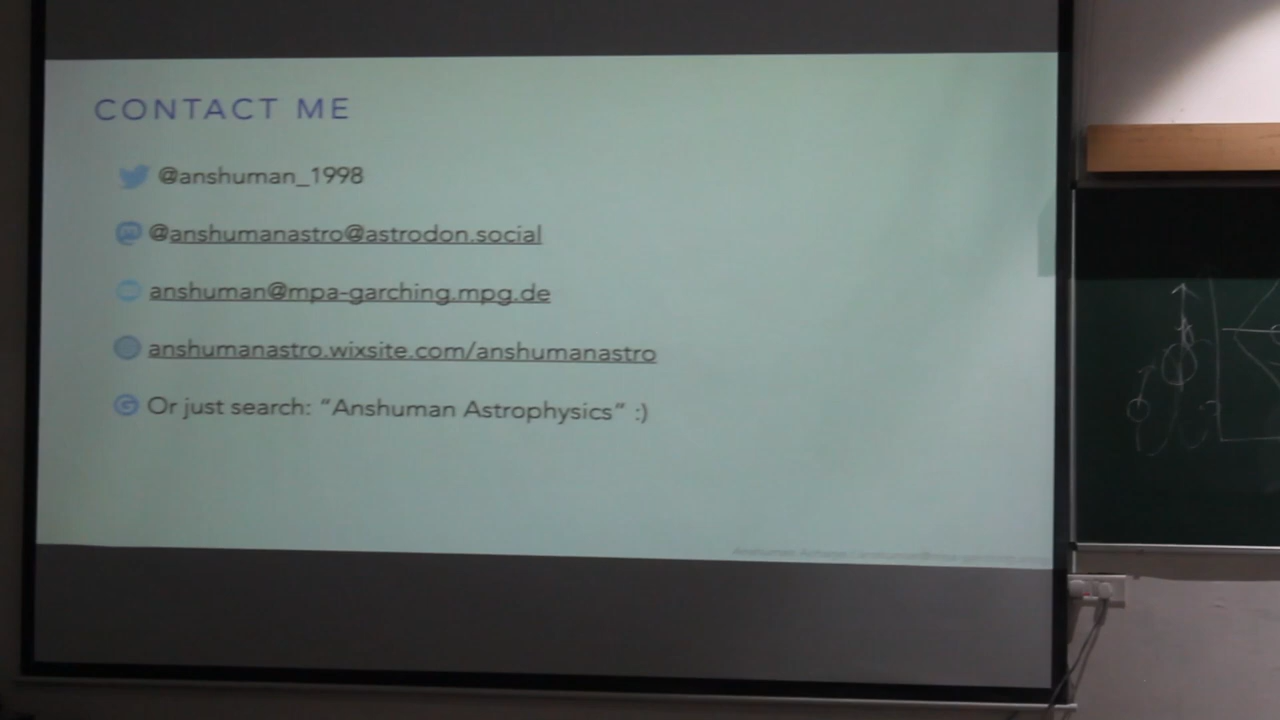 CONTACT ME
@anshuman_1998
@anshumanastro@astrodon.social
anshuman@mpa-garching.mpg.de
anshumanastro.wixsite.com/anshumanastro
G Or just search: “Anshuman Astrophysics” :)
Anshuman